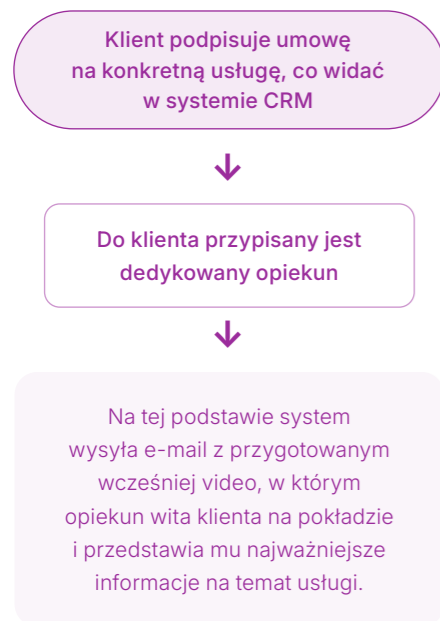 Klient podpisuje umowę
na konkretną usługę, co widać
w systemie CRM
Do klienta przypisany jest
dedykowany opiekun
Na tej podstawie system
wysyła e-mail z przygotowanym
wcześniej video, w którym
opiekun wita klienta na pokładzie
i przedstawia mu najważniejsze
informacje na temat usługi.